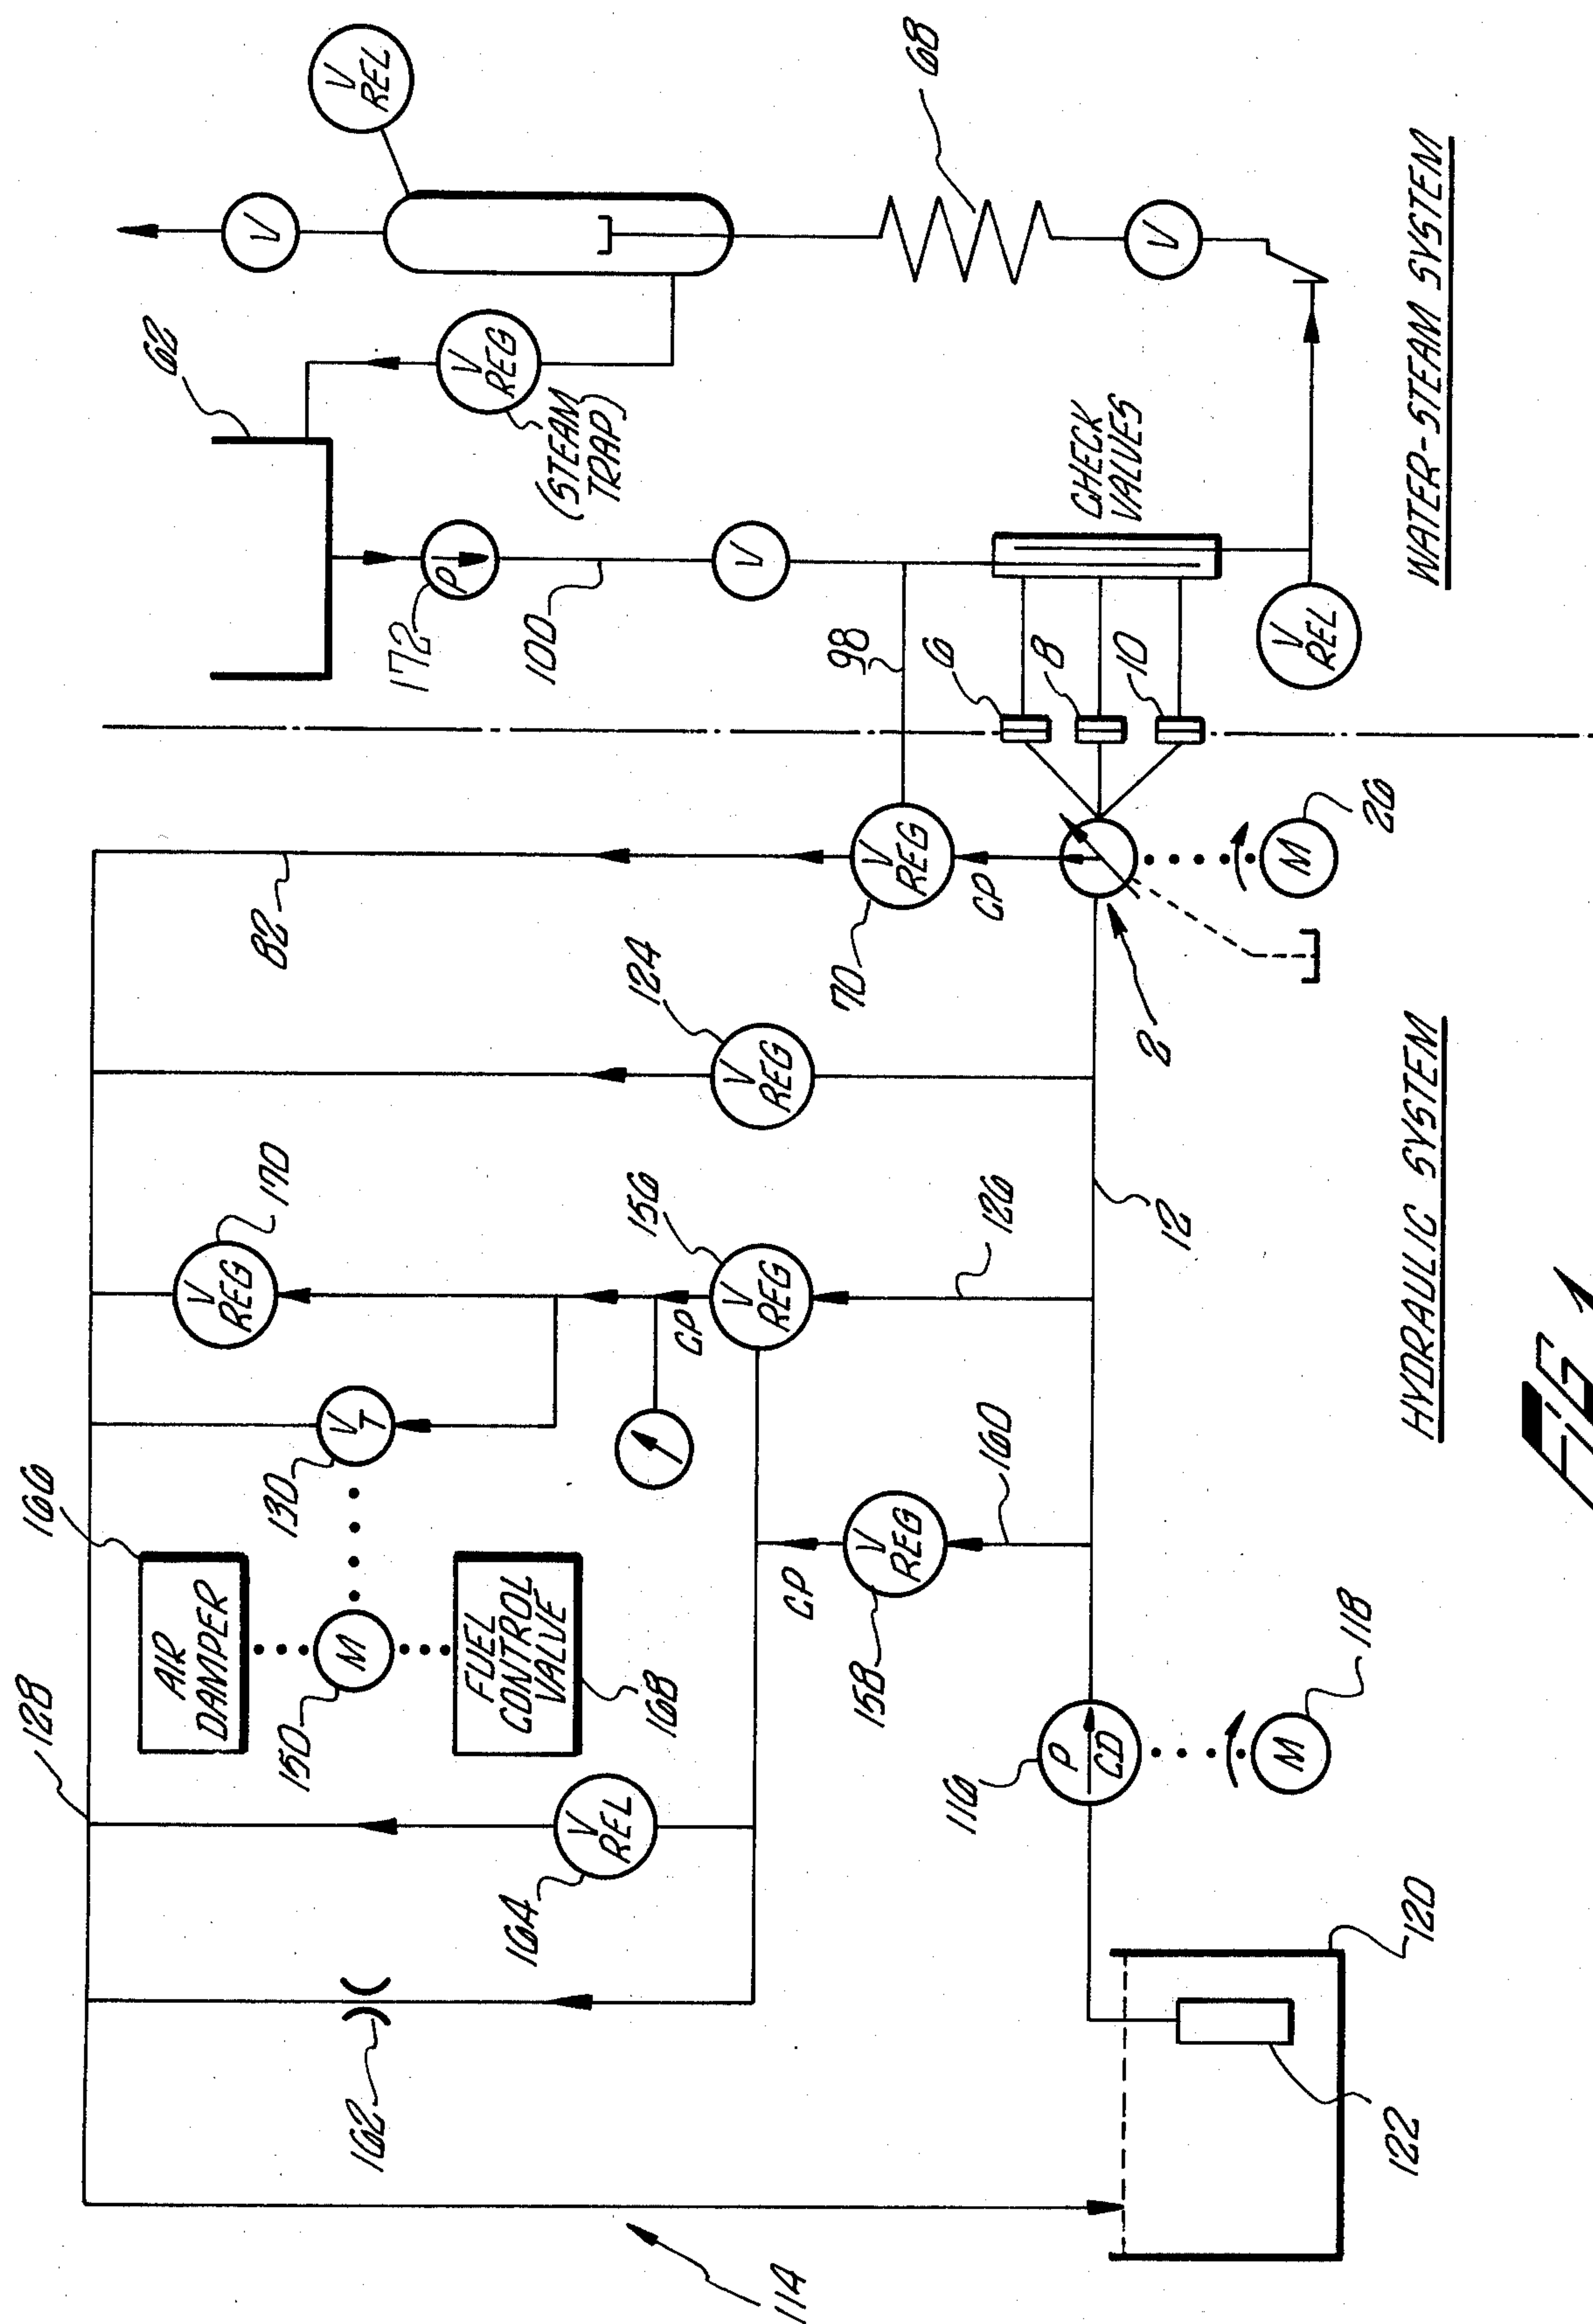 V
REL
68
V
62
V
REG
(STEAM
TRAP)
V
CHECK
VALVES
WATER-STEAM SYSTEM
P
172
100
V
V
REL
98
6
8
10
82
V
REG
70
CP
M
26
2
124
V
REG
170
V
REG
156
V
REG
CP
126
12
HYDRAULIC SYSTEM
V
T
130
166
AIR
DAMPER
M
150
FUEL
CONTROL
VALVE
168
V
REG
CP
158
160
128
V
REL
164
P
CD
116
M
118
162
120
122
114
FIG 1